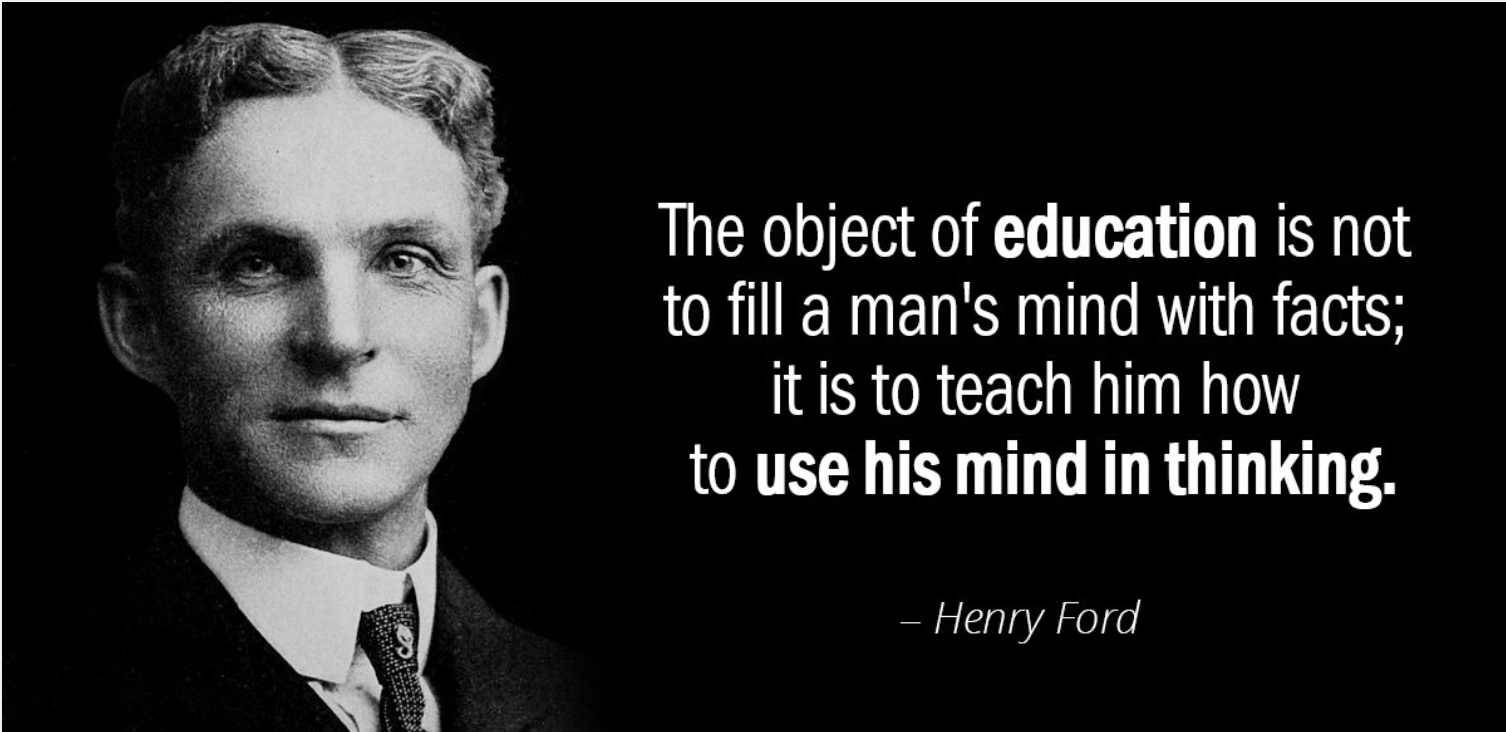 The object of education is not
to fill a man's mind with facts;
it is to teach him how
to use his mind in thinking.
– Henry Ford